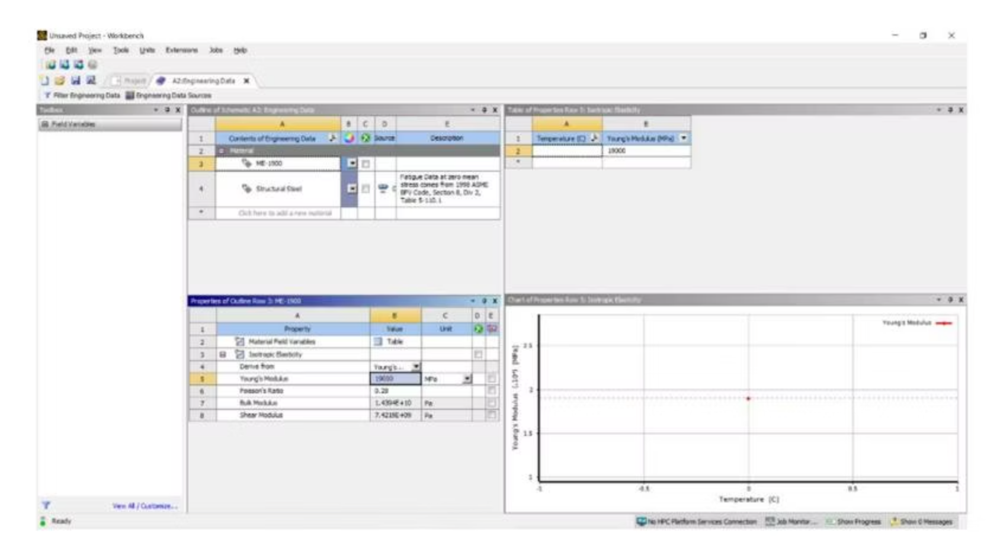 Unsaved Project - Workbench
File Edit View Tools Units Extensions Jobs Help
Project A2:Engineering Data
Filter Engineering Data Engineering Data Sources
Toolbox
Field Variables
View All / Customize...
Outline of Schematic A2: Engineering Data
A B C D E
1 Contents of Engineering Data Source Description
2 Material
3 ME-1900
4 Structural Steel
Fatigue Data at zero mean
stress comes from 1998 ASME
BPV Code, Section 8, Div 2,
Table 5-110.1
* Click here to add a new material
Table of Properties Row 5: Isotropic Elasticity
A B
1 Temperature (C) Young's Modulus (MPa)
2 19000
*
Properties of Outline Row 3: ME-1900
A B C D E
1 Property Value Unit
2 Material Field Variables Table
3 Isotropic Elasticity
4 Derive from Young's...
5 Young's Modulus 19000 MPa
6 Poisson's Ratio 0.28
7 Bulk Modulus 1.4394E+10 Pa
8 Shear Modulus 7.4219E+09 Pa
Chart of Properties Row 5: Isotropic Elasticity
Young's Modulus
Young's Modulus (.10⁴) [MPa]
2.5
2
1.5
1
-1 -0.5 0 0.5 1
Temperature [C]
Ready
No HPC Platform Services Connection Job Monitor... Show Progress Show 0 Messages